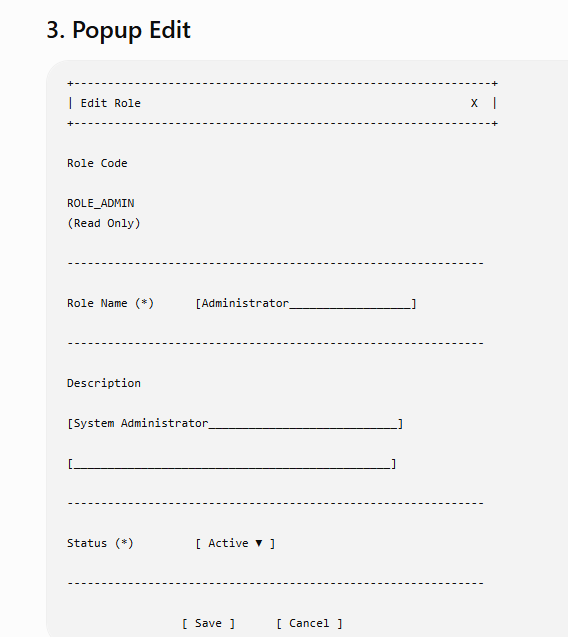 3. Popup Edit
+--------------------------------------------------------------+
| Edit Role                                                 X  |
+--------------------------------------------------------------+
Role Code
ROLE_ADMIN
(Read Only)
--------------------------------------------------------------
Role Name (*)      [Administrator__________________]
--------------------------------------------------------------
Description
[System Administrator____________________________]
[_______________________________________________]
--------------------------------------------------------------
Status (*)         [ Active ▼ ]
--------------------------------------------------------------
[ Save ]      [ Cancel ]